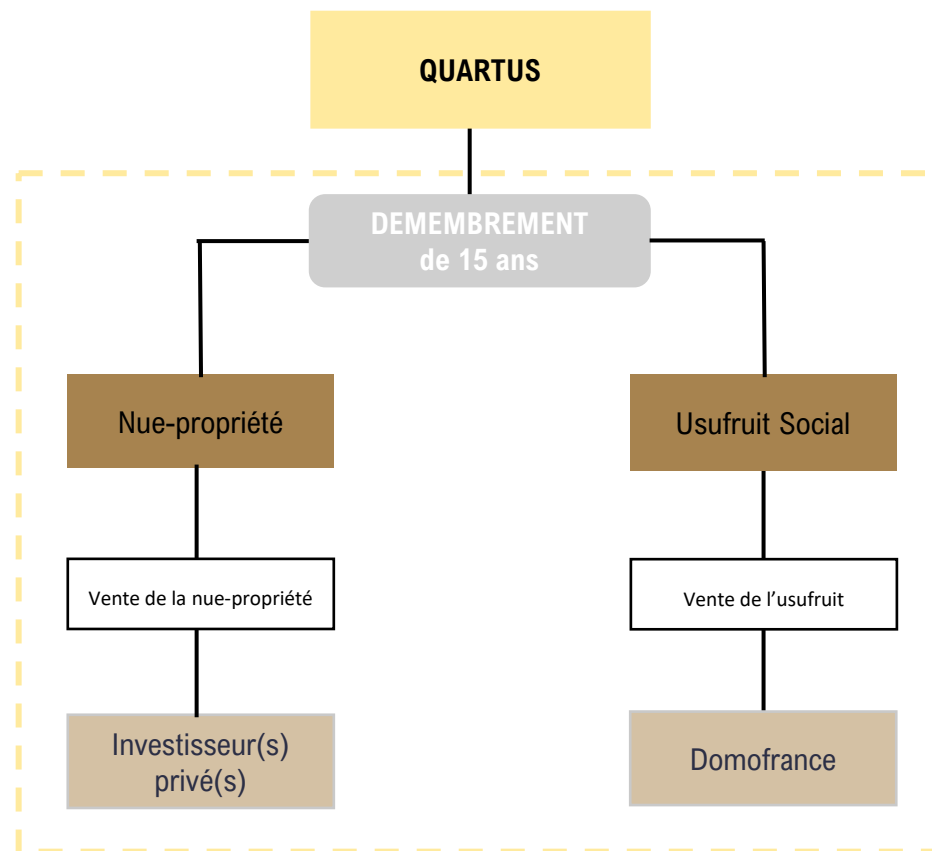 QUARTUS
DEMEMBREMENT
de 15 ans
Nue-propriété
Usufruit Social
Vente de la nue-propriété
Vente de l’usufruit
Investisseur(s)
privé(s)
Domofrance